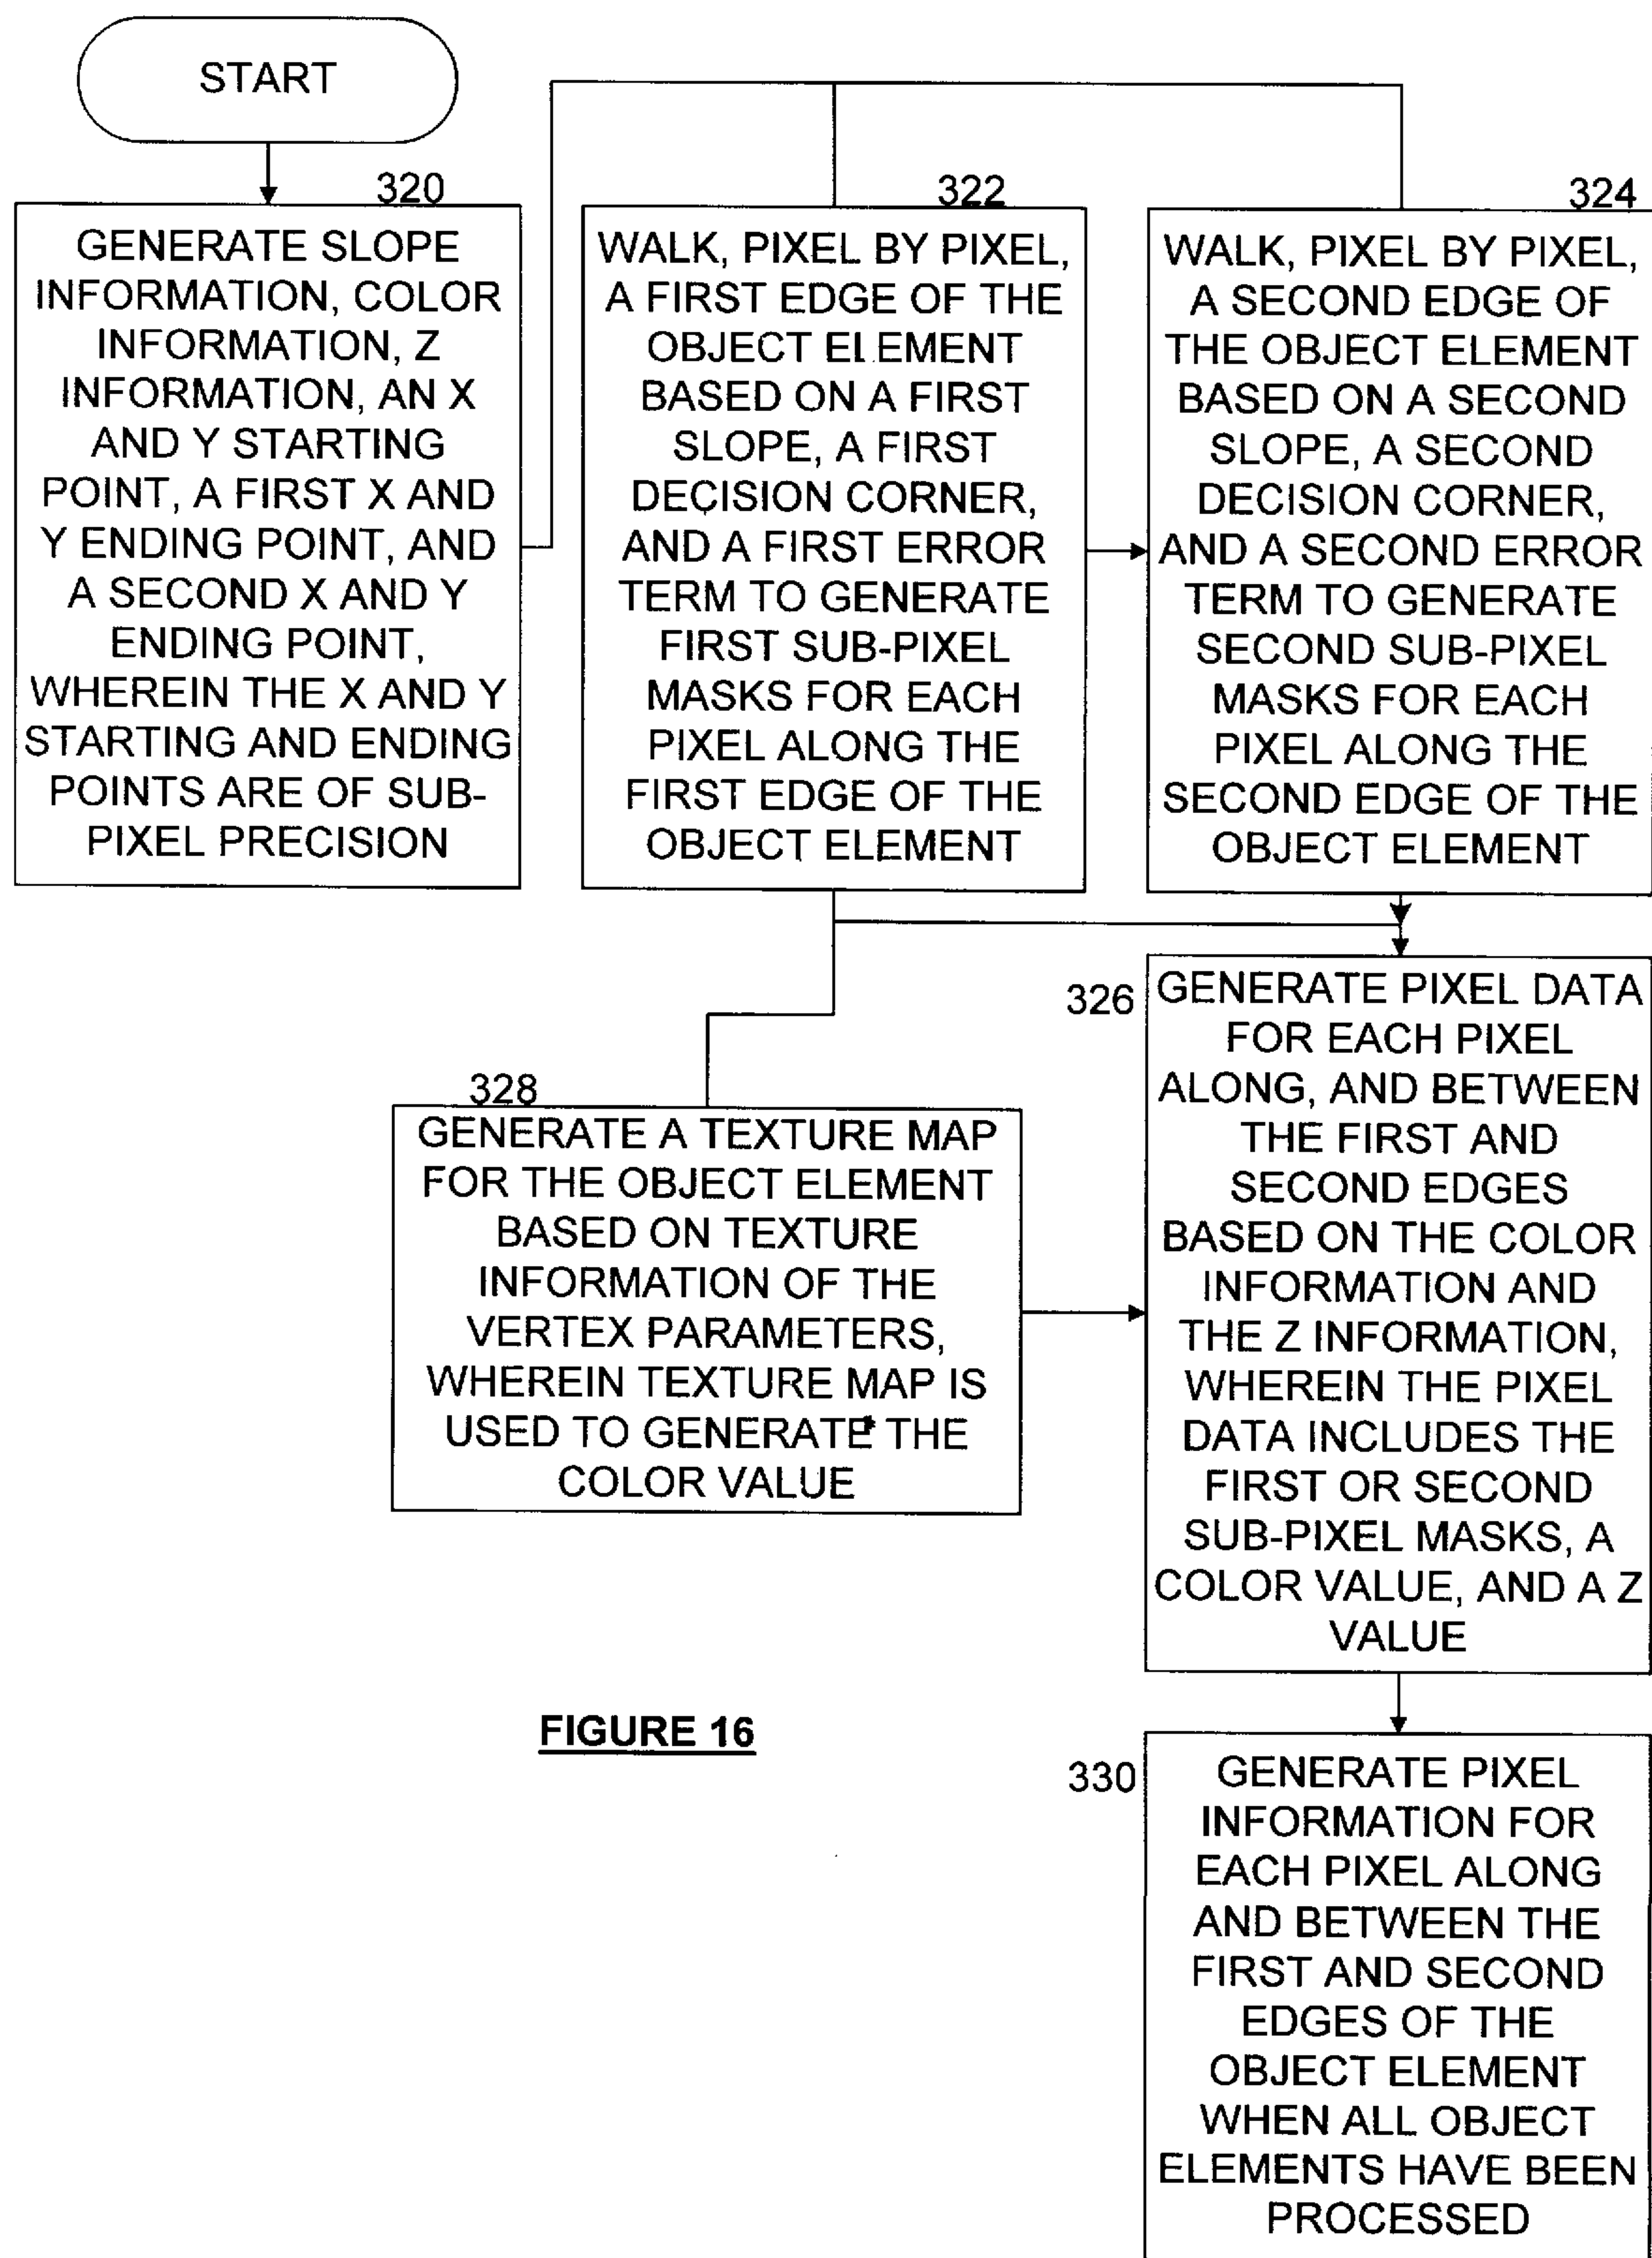 START
320
GENERATE SLOPE
INFORMATION, COLOR
INFORMATION, Z
INFORMATION, AN X
AND Y STARTING
POINT, A FIRST X AND
Y ENDING POINT, AND
A SECOND X AND Y
ENDING POINT,
WHEREIN THE X AND Y
STARTING AND ENDING
POINTS ARE OF SUB-
PIXEL PRECISION
322
WALK, PIXEL BY PIXEL,
A FIRST EDGE OF THE
OBJECT ELEMENT
BASED ON A FIRST
SLOPE, A FIRST
DECISION CORNER,
AND A FIRST ERROR
TERM TO GENERATE
FIRST SUB-PIXEL
MASKS FOR EACH
PIXEL ALONG THE
FIRST EDGE OF THE
OBJECT ELEMENT
324
WALK, PIXEL BY PIXEL,
A SECOND EDGE OF
THE OBJECT ELEMENT
BASED ON A SECOND
SLOPE, A SECOND
DECISION CORNER,
AND A SECOND ERROR
TERM TO GENERATE
SECOND SUB-PIXEL
MASKS FOR EACH
PIXEL ALONG THE
SECOND EDGE OF THE
OBJECT ELEMENT
326
GENERATE PIXEL DATA
FOR EACH PIXEL
ALONG, AND BETWEEN
THE FIRST AND
SECOND EDGES
BASED ON THE COLOR
INFORMATION AND
THE Z INFORMATION,
WHEREIN THE PIXEL
DATA INCLUDES THE
FIRST OR SECOND
SUB-PIXEL MASKS, A
COLOR VALUE, AND A Z
VALUE
328
GENERATE A TEXTURE MAP
FOR THE OBJECT ELEMENT
BASED ON TEXTURE
INFORMATION OF THE
VERTEX PARAMETERS,
WHEREIN TEXTURE MAP IS
USED TO GENERATE THE
COLOR VALUE
FIGURE 16
330
GENERATE PIXEL
INFORMATION FOR
EACH PIXEL ALONG
AND BETWEEN THE
FIRST AND SECOND
EDGES OF THE
OBJECT ELEMENT
WHEN ALL OBJECT
ELEMENTS HAVE BEEN
PROCESSED